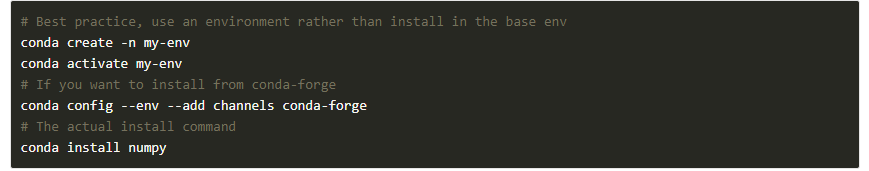 # Best practice, use an environment rather than install in the base env
conda create -n my-env
conda activate my-env
# If you want to install from conda-forge
conda config --env --add channels conda-forge
# The actual install command
conda install numpy